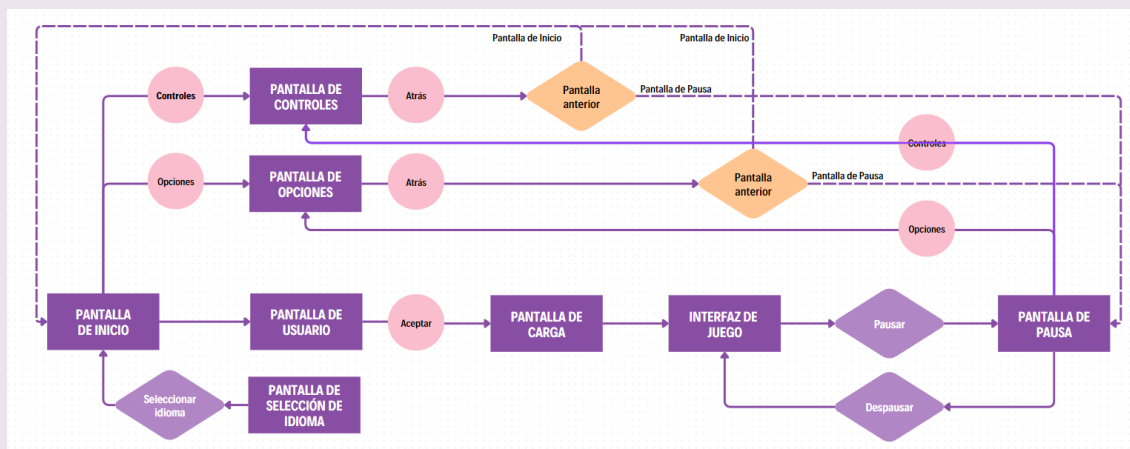 Pantalla de Inicio
Pantalla de Inicio
Controles
PANTALLA DE
CONTROLES
Atrás
Pantalla
anterior
Pantalla de Pausa
Controles
Opciones
PANTALLA DE
OPCIONES
Atrás
Pantalla
anterior
Pantalla de Pausa
Opciones
PANTALLA
DE INICIO
PANTALLA DE
USUARIO
Aceptar
PANTALLA DE
CARGA
INTERFAZ DE
JUEGO
Pausar
PANTALLA DE
PAUSA
Seleccionar
idioma
PANTALLA DE
SELECCIÓN DE
IDIOMA
Despausar